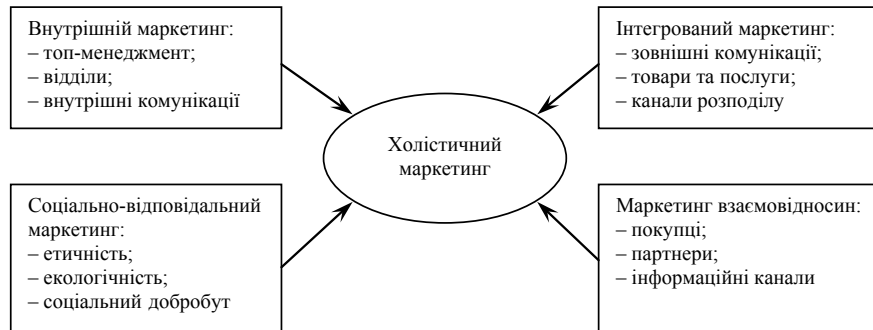 Внутрішній маркетинг:
– топ-менеджмент;
– відділи;
– внутрішні комунікації
Інтегрований маркетинг:
– зовнішні комунікації;
– товари та послуги;
– канали розподілу
Холістичний
маркетинг
Соціально-відповідальний
маркетинг:
– етичність;
– екологічність;
– соціальний добробут
Маркетинг взаємовідносин:
– покупці;
– партнери;
– інформаційні канали